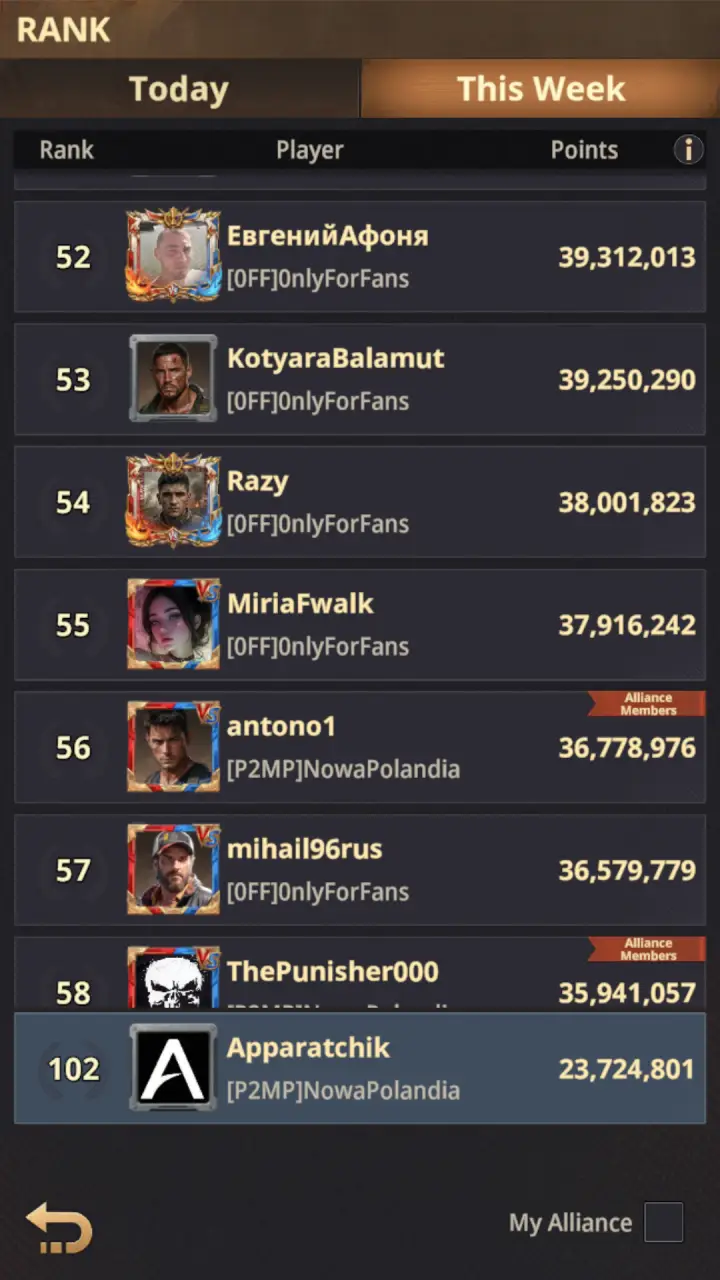 RANK
Today
This Week
Rank
Player
Points
52
ЕвгенийАфоня
[0FF]0nlyForFans
39,312,013
53
KotyaraBalamut
[0FF]0nlyForFans
39,250,290
54
Razy
[0FF]0nlyForFans
38,001,823
55
MiriaFwalk
[0FF]0nlyForFans
37,916,242
Alliance
Members
56
antono1
[P2MP]NowaPolandia
36,778,976
57
mihail96rus
[0FF]0nlyForFans
36,579,779
Alliance
Members
58
ThePunisher000
35,941,057
102
Apparatchik
[P2MP]NowaPolandia
23,724,801
My Alliance